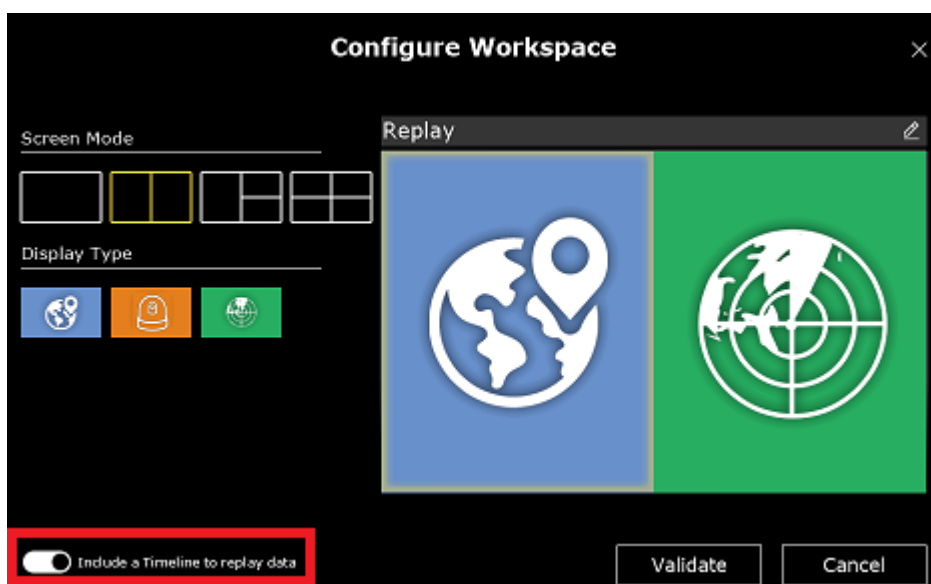 Configure Workspace
Screen Mode
Replay
Display Type
Include a Timeline to replay data
Validate
Cancel